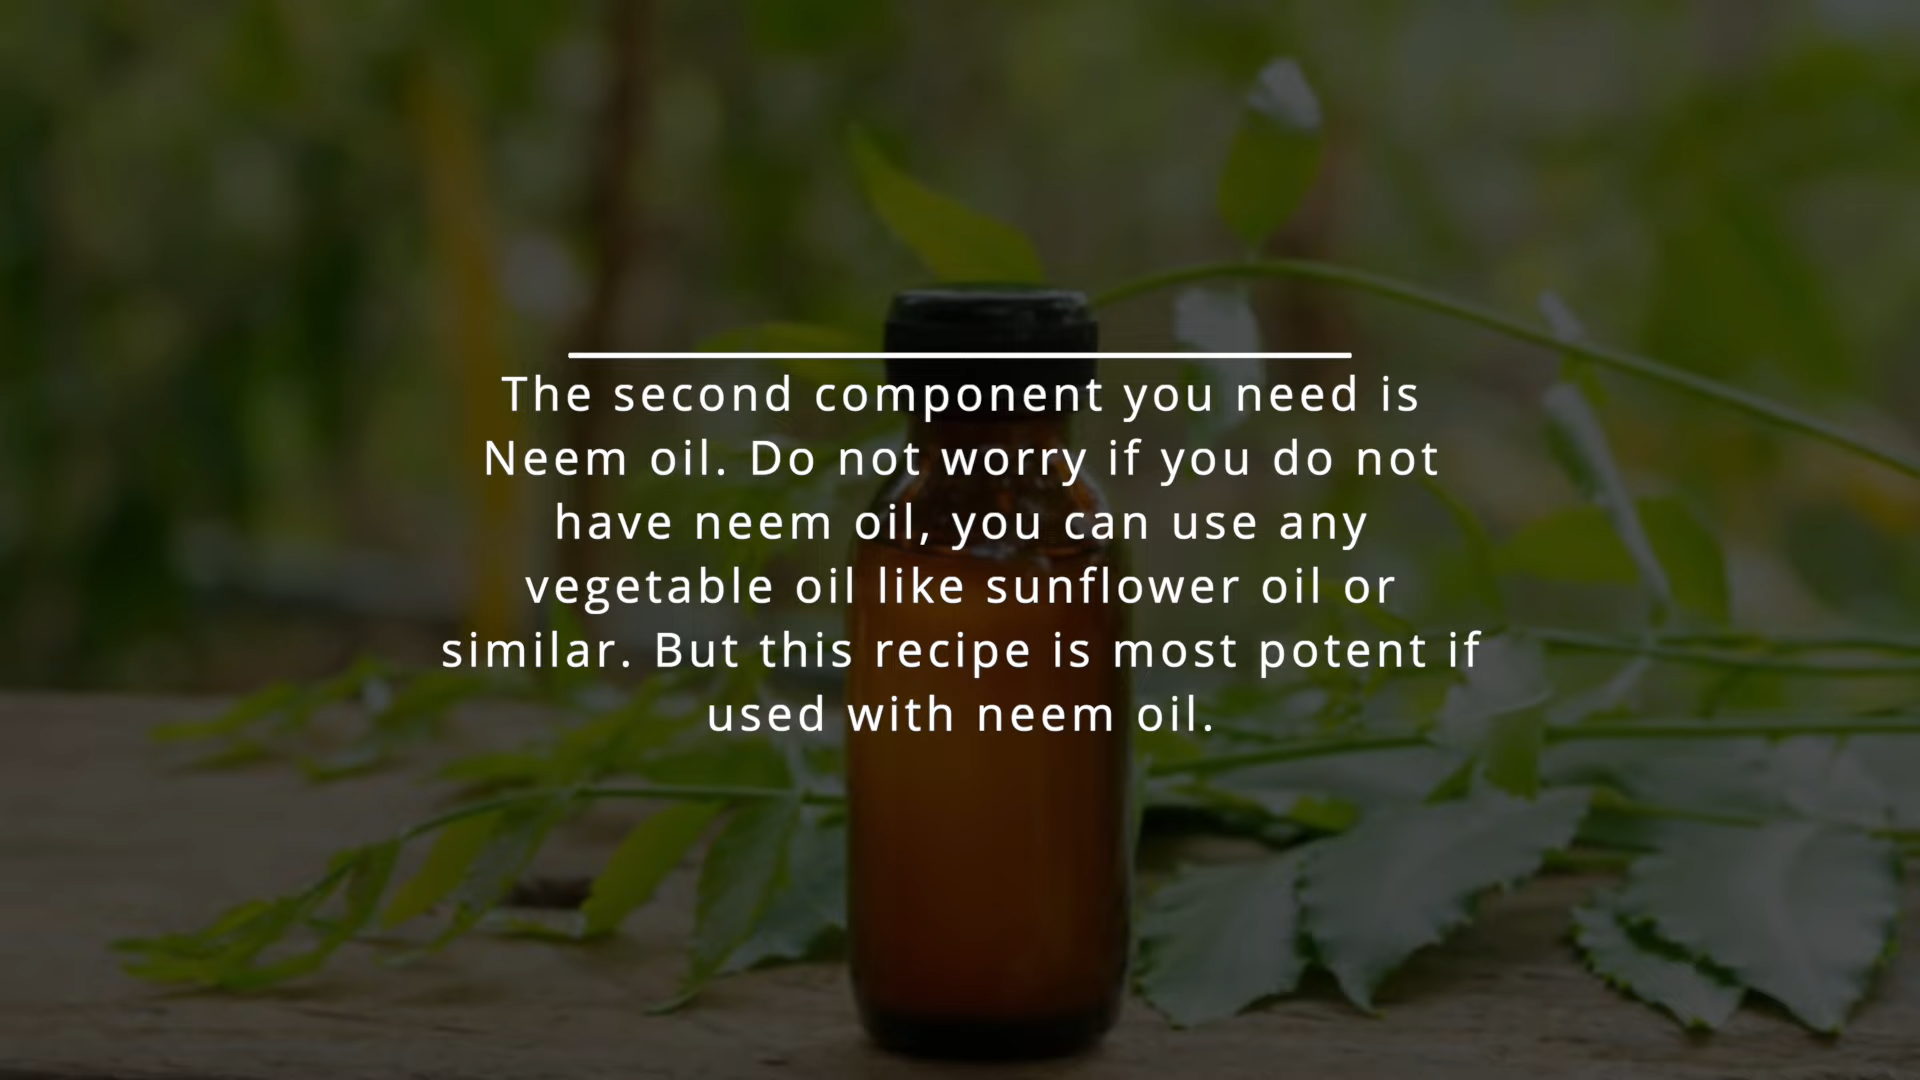 The second component you need is
Neem oil. Do not worry if you do not
have neem oil, you can use any
vegetable oil like sunflower oil or
similar. But this recipe is most potent if
used with neem oil.